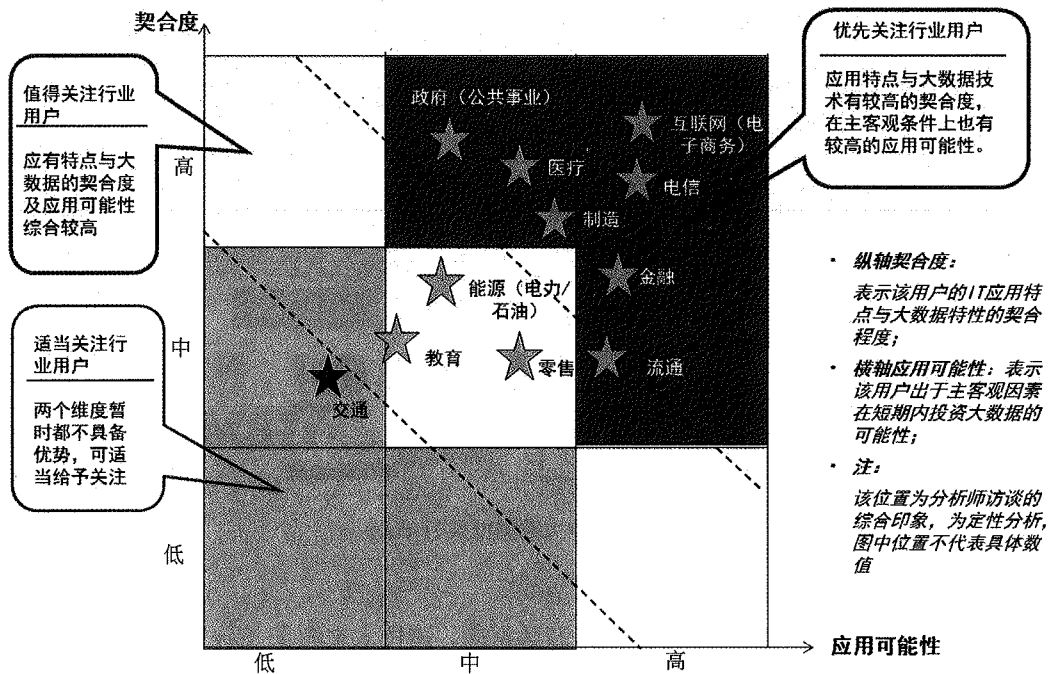 契合度
优先关注行业用户
应用特点与大数据技
术有较高的契合度，
在主客观条件上也有
较高的应用可能性。
值得关注行业
用户
应有特点与大
数据的契合度
及应用可能性
综合较高
政府（公共事业）
互联网（电
子商务）
医疗
电信
制造
高
金融
能源（电力/
石油）
教育
零售
流通
交通
中
适当关注行
业用户
两个维度暂
时都不具备
优势，可适
当给予关注
低
低
中
高
应用可能性
· 纵轴契合度：
表示该用户的IT应用特
点与大数据特性的契合
程度；
· 横轴应用可能性：表示
该用户出于主客观因素
在短期内投资大数据的
可能性；
· 注：
该位置为分析师访谈的
综合印象，为定性分析，
图中位置不代表具体数
值